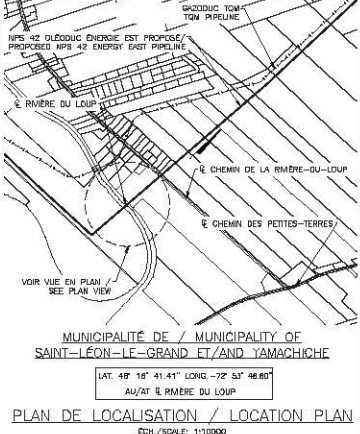 GAZODUC TQM
TQM PIPELINE
NPS 42 OLÉODUC ÉNERGIE EST PROPOSÉ/
PROPOSED NPS 42 ENERGY EAST PIPELINE
℄ RIVIÈRE DU LOUP
℄ CHEMIN DE LA RIVIÈRE-DU-LOUP
℄ CHEMIN DES PETITES-TERRES
VOIR VUE EN PLAN /
SEE PLAN VIEW
MUNICIPALITÉ DE / MUNICIPALITY OF
SAINT-LÉON-LE-GRAND ET/AND YAMACHICHE
LAT. 46° 16' 41.41" LONG. -72° 53' 46.60"
AU/AT ℄ RIVIÈRE DU LOUP
PLAN DE LOCALISATION / LOCATION PLAN
ÉCH./SCALE: 1:10000